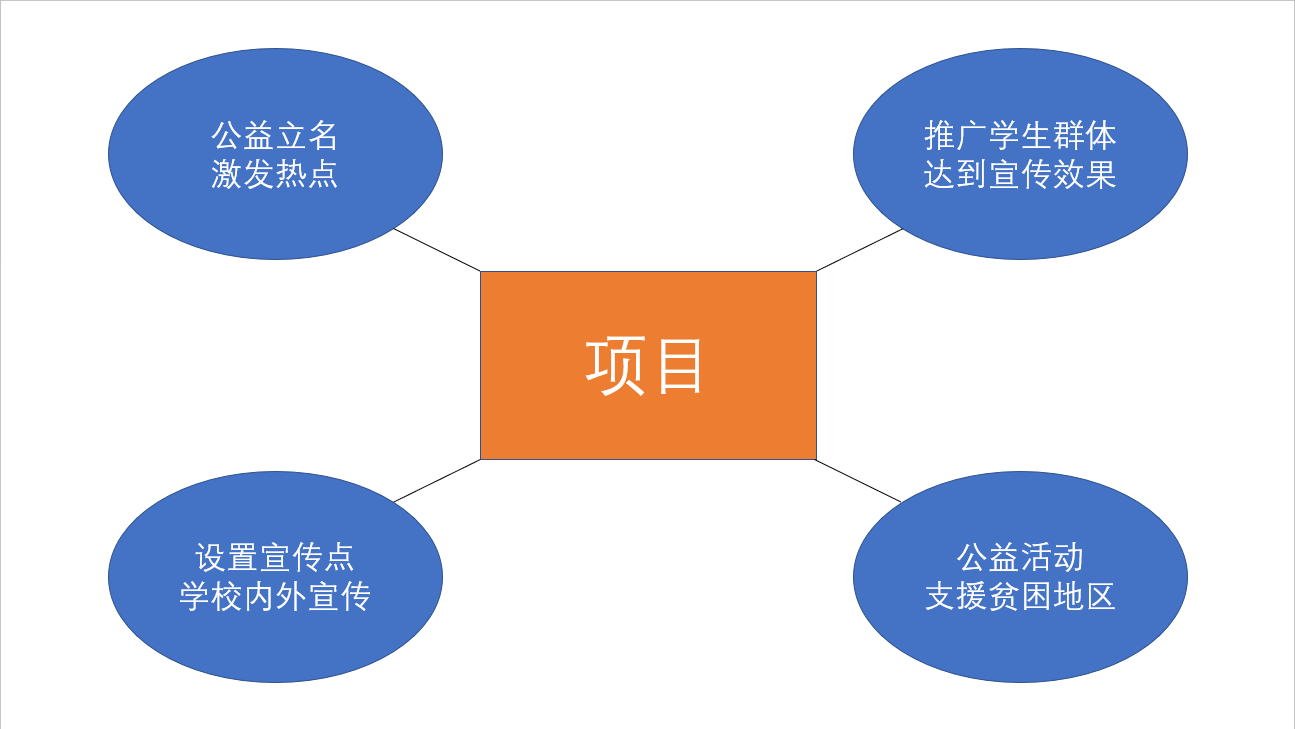 公益立名
激发热点
推广学生群体
达到宣传效果
项目
设置宣传点
学校内外宣传
公益活动
支援贫困地区